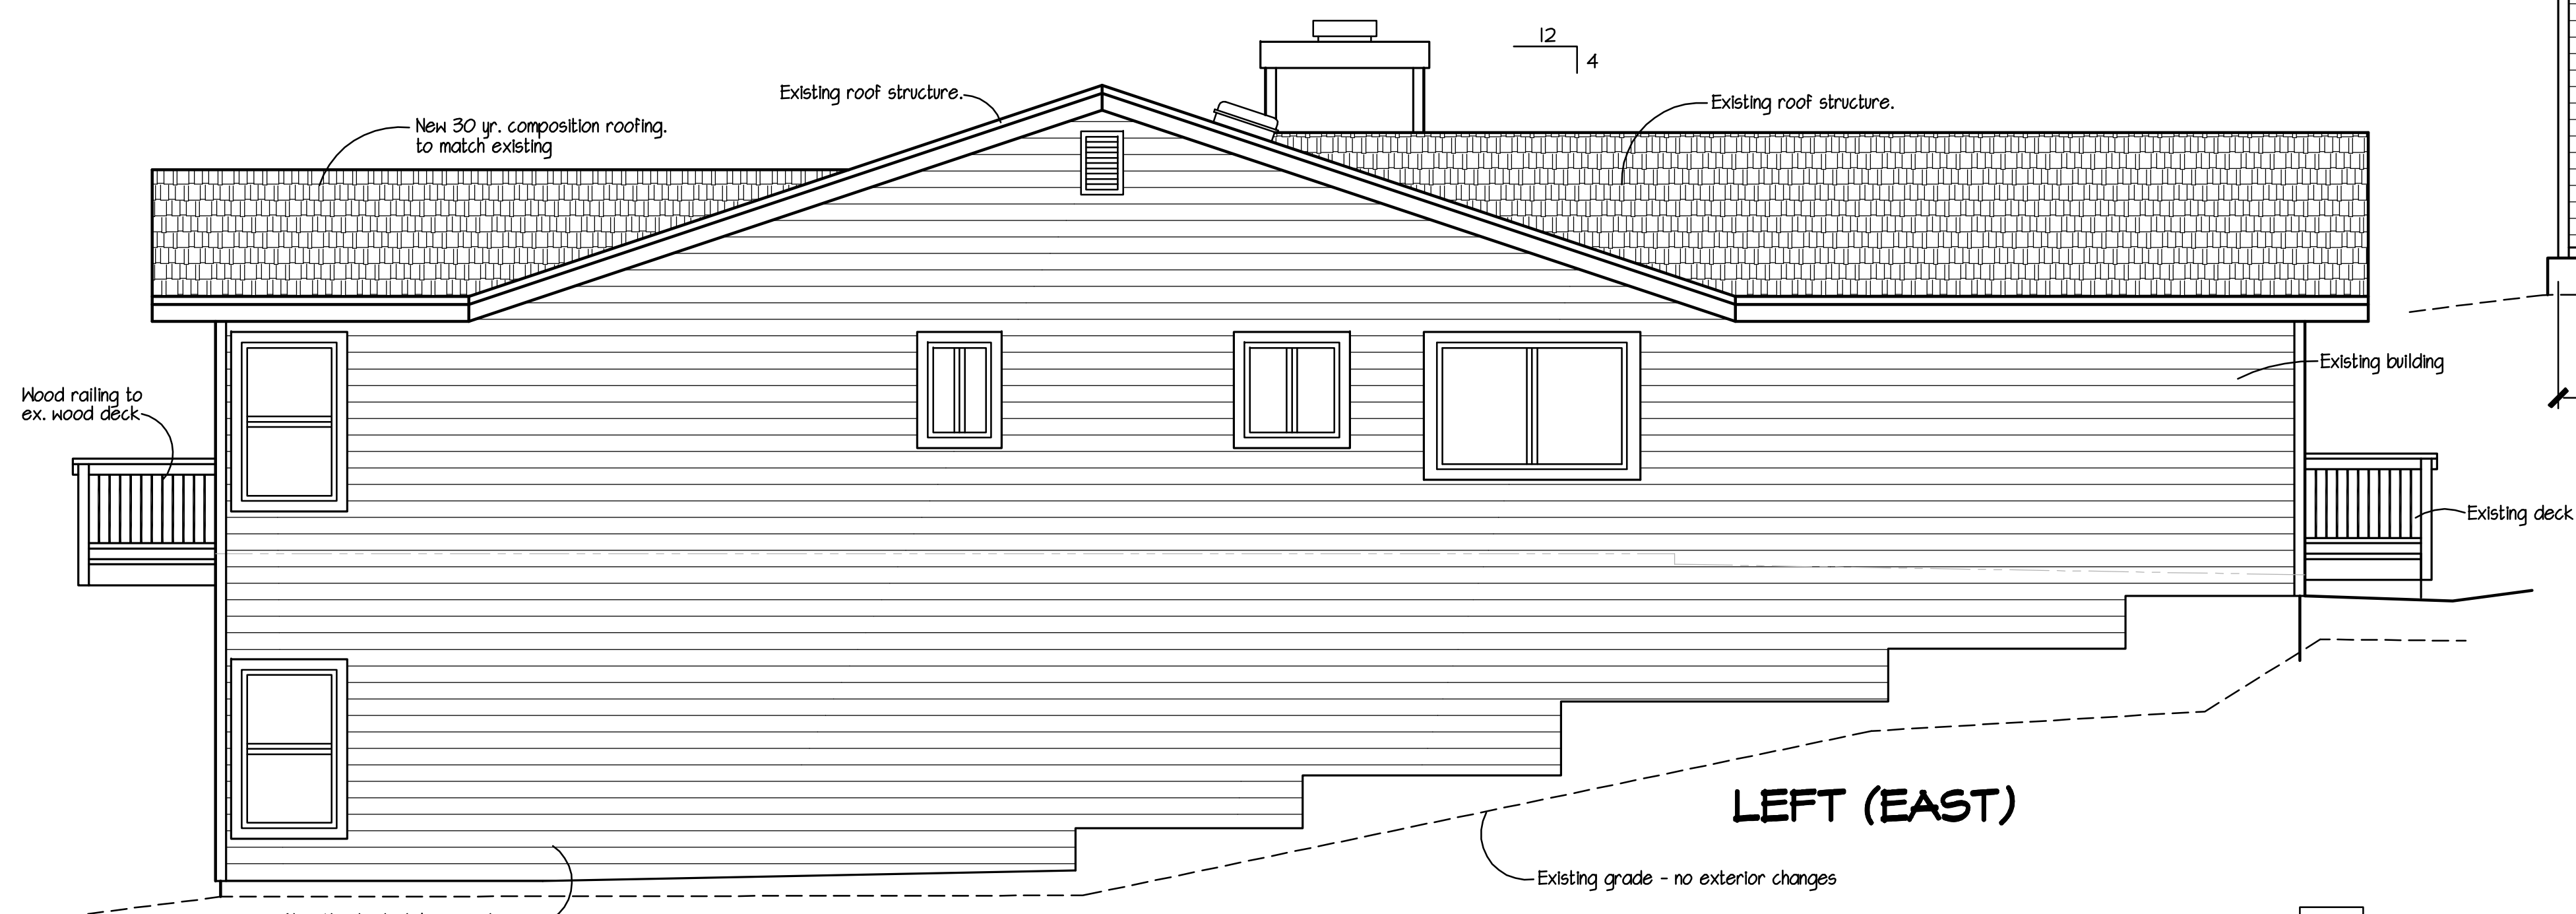 12
4
Existing roof structure.
Existing roof structure.
New 30 yr. composition roofing.
to match existing
Existing building
Wood railing to
ex. wood deck
Existing deck
LEFT (EAST)
Existing grade - no exterior changes